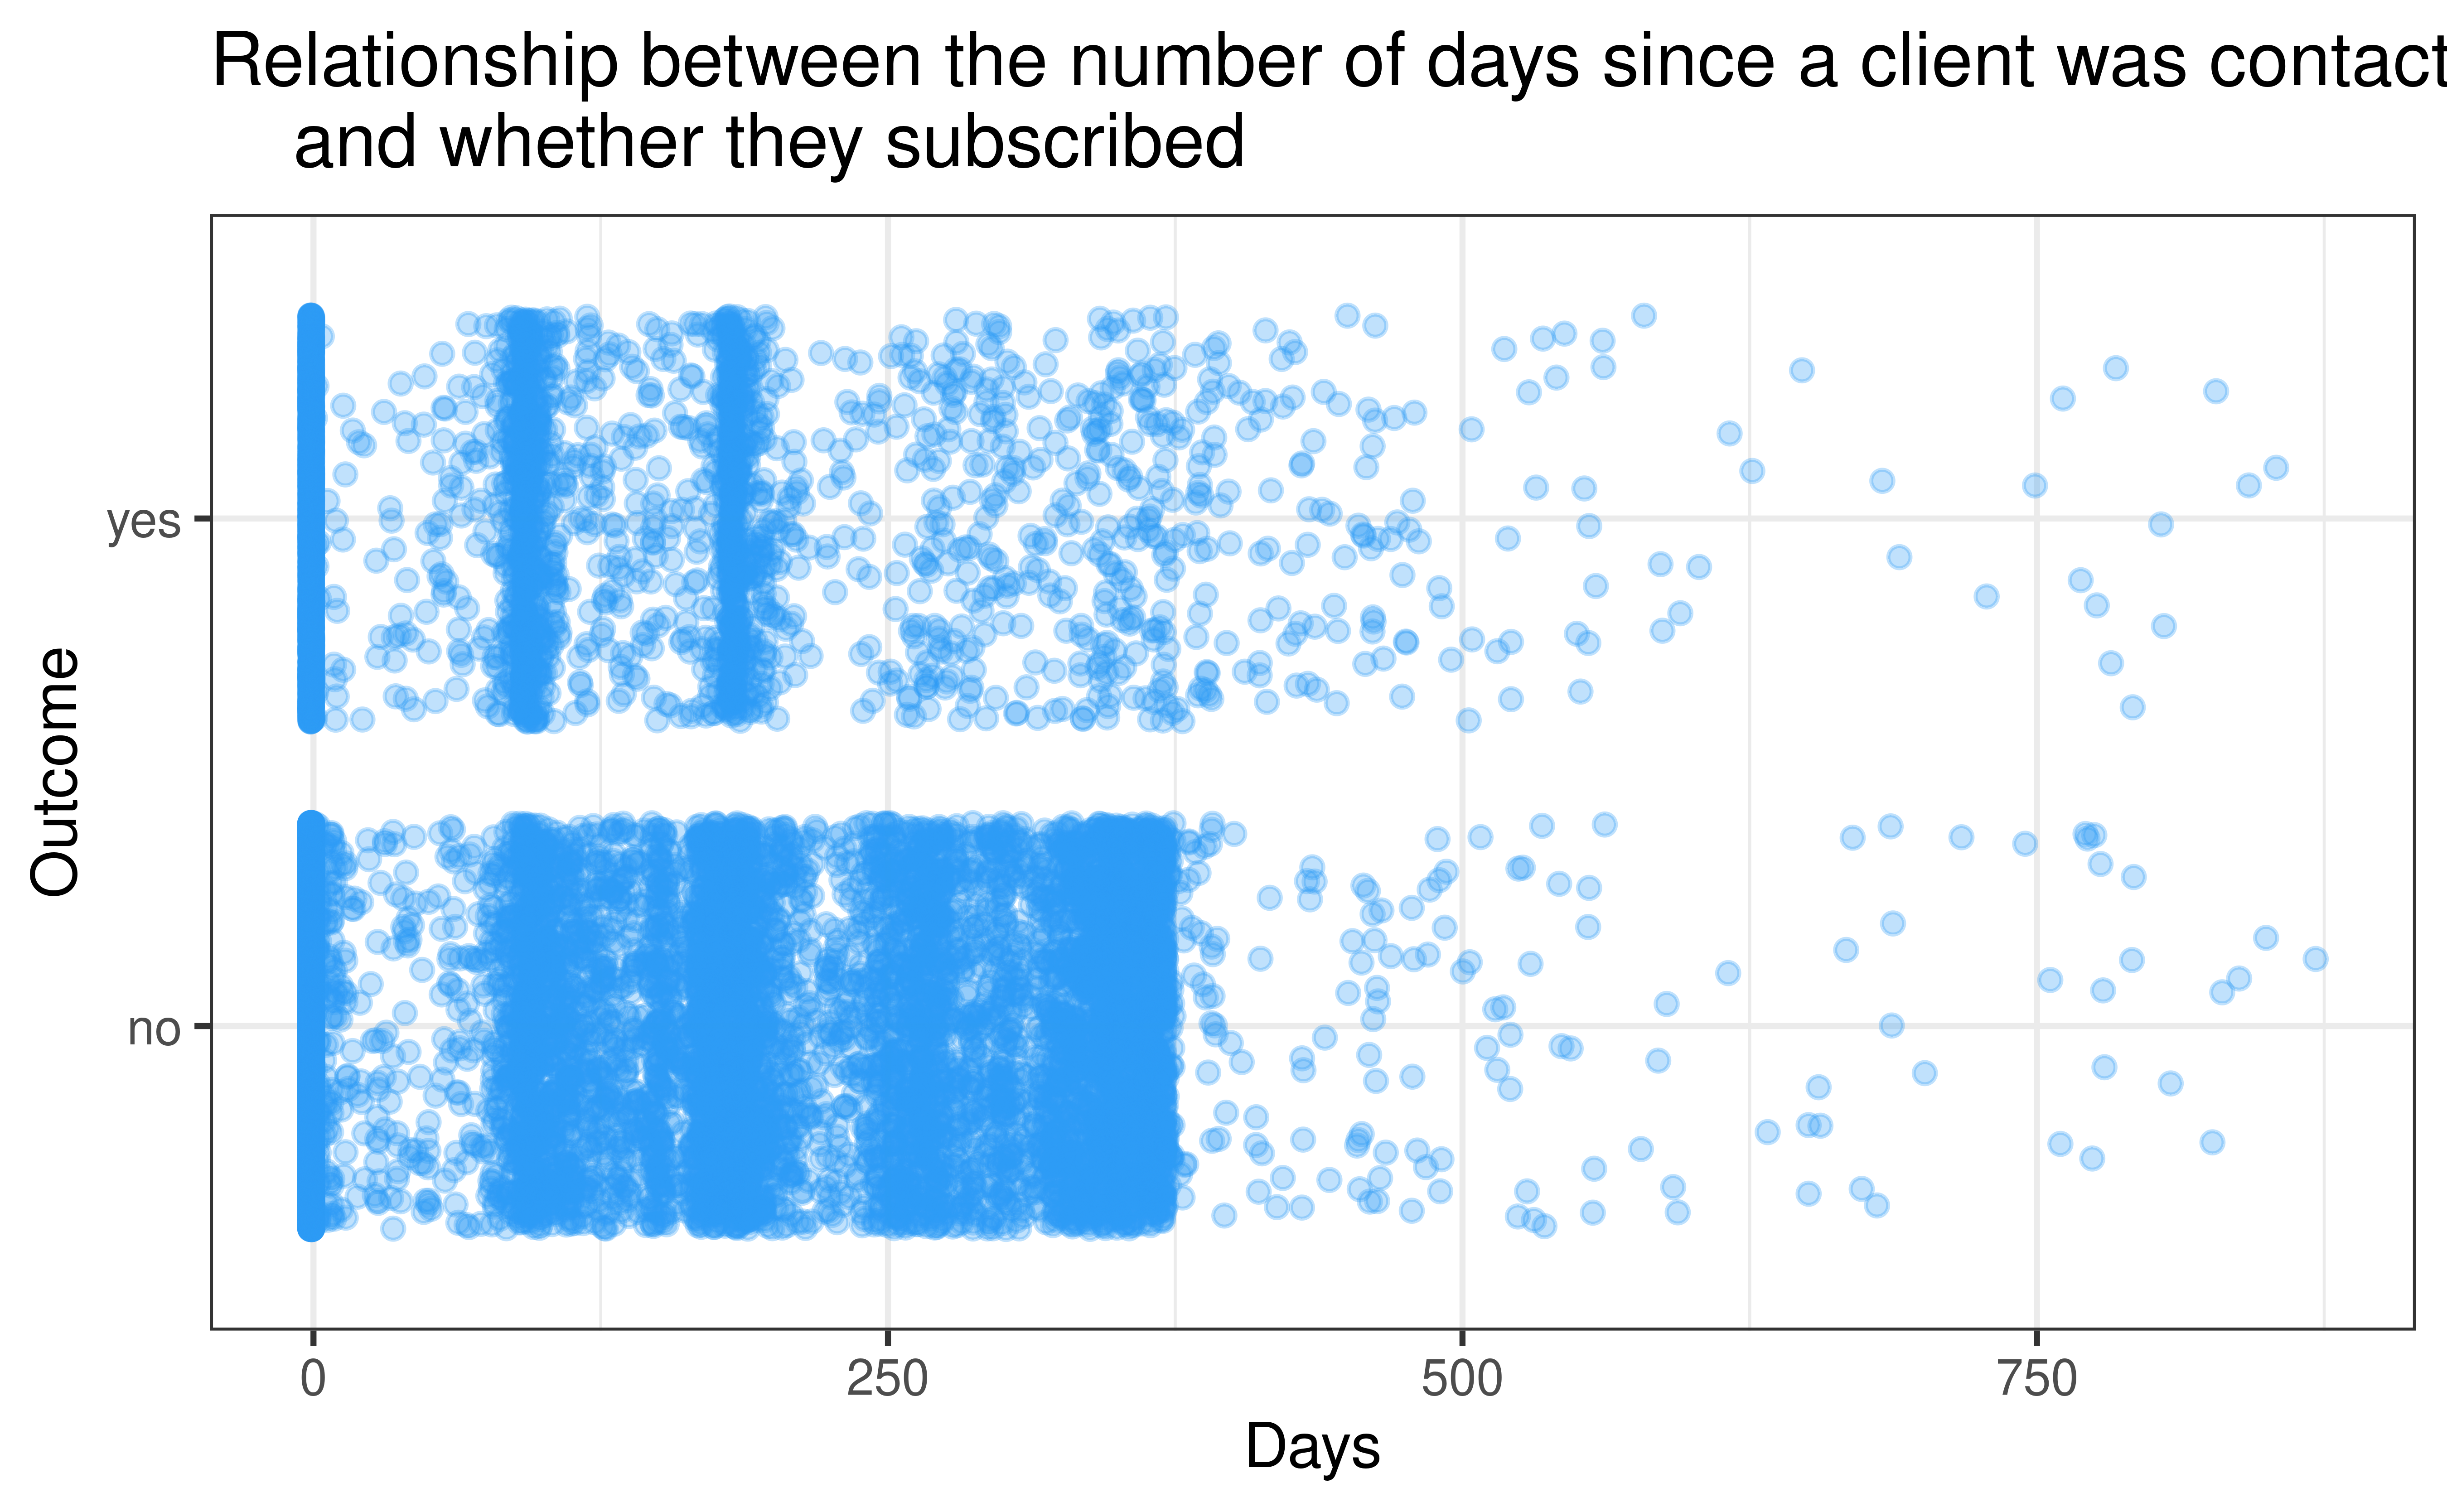 Relationship between the number of days since a client was contact
and whether they subscribed
yes
no
Outcome
0 250 500 750
Days